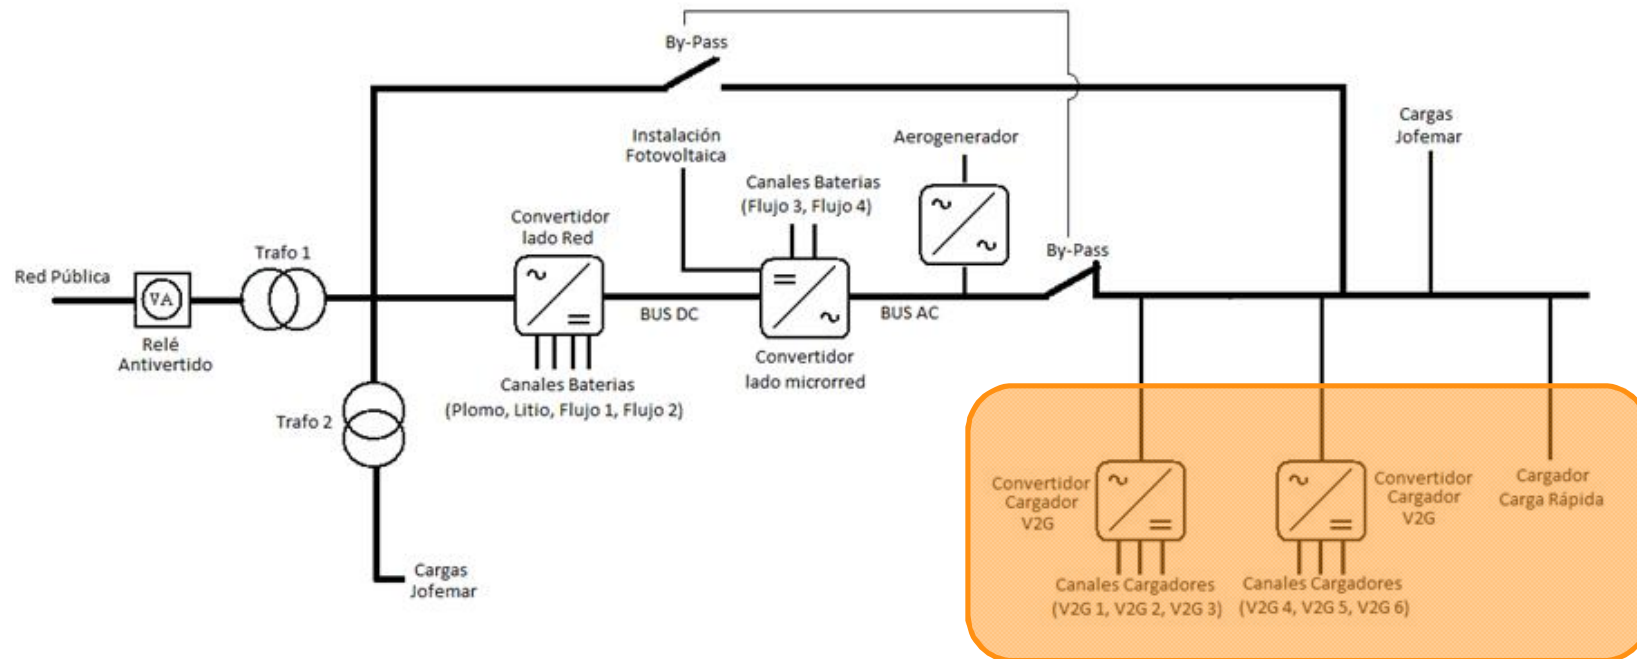 By-Pass
Instalación
Fotovoltaica
Aerogenerador
Cargas
Jofemar
Canales Baterias
(Flujo 3, Flujo 4)
Convertidor
lado Red
Trafo 1
By-Pass
Red Pública
VA
BUS DC
BUS AC
Relé
Antivertido
Convertidor
lado microrred
Canales Baterias
(Plomo, Litio, Flujo 1, Flujo 2)
Trafo 2
Convertidor
Cargador
V2G
Convertidor
Cargador
V2G
Cargador
Carga Rápida
Cargas
Jofemar
Canales Cargadores
(V2G 1, V2G 2, V2G 3)
Canales Cargadores
(V2G 4, V2G 5, V2G 6)